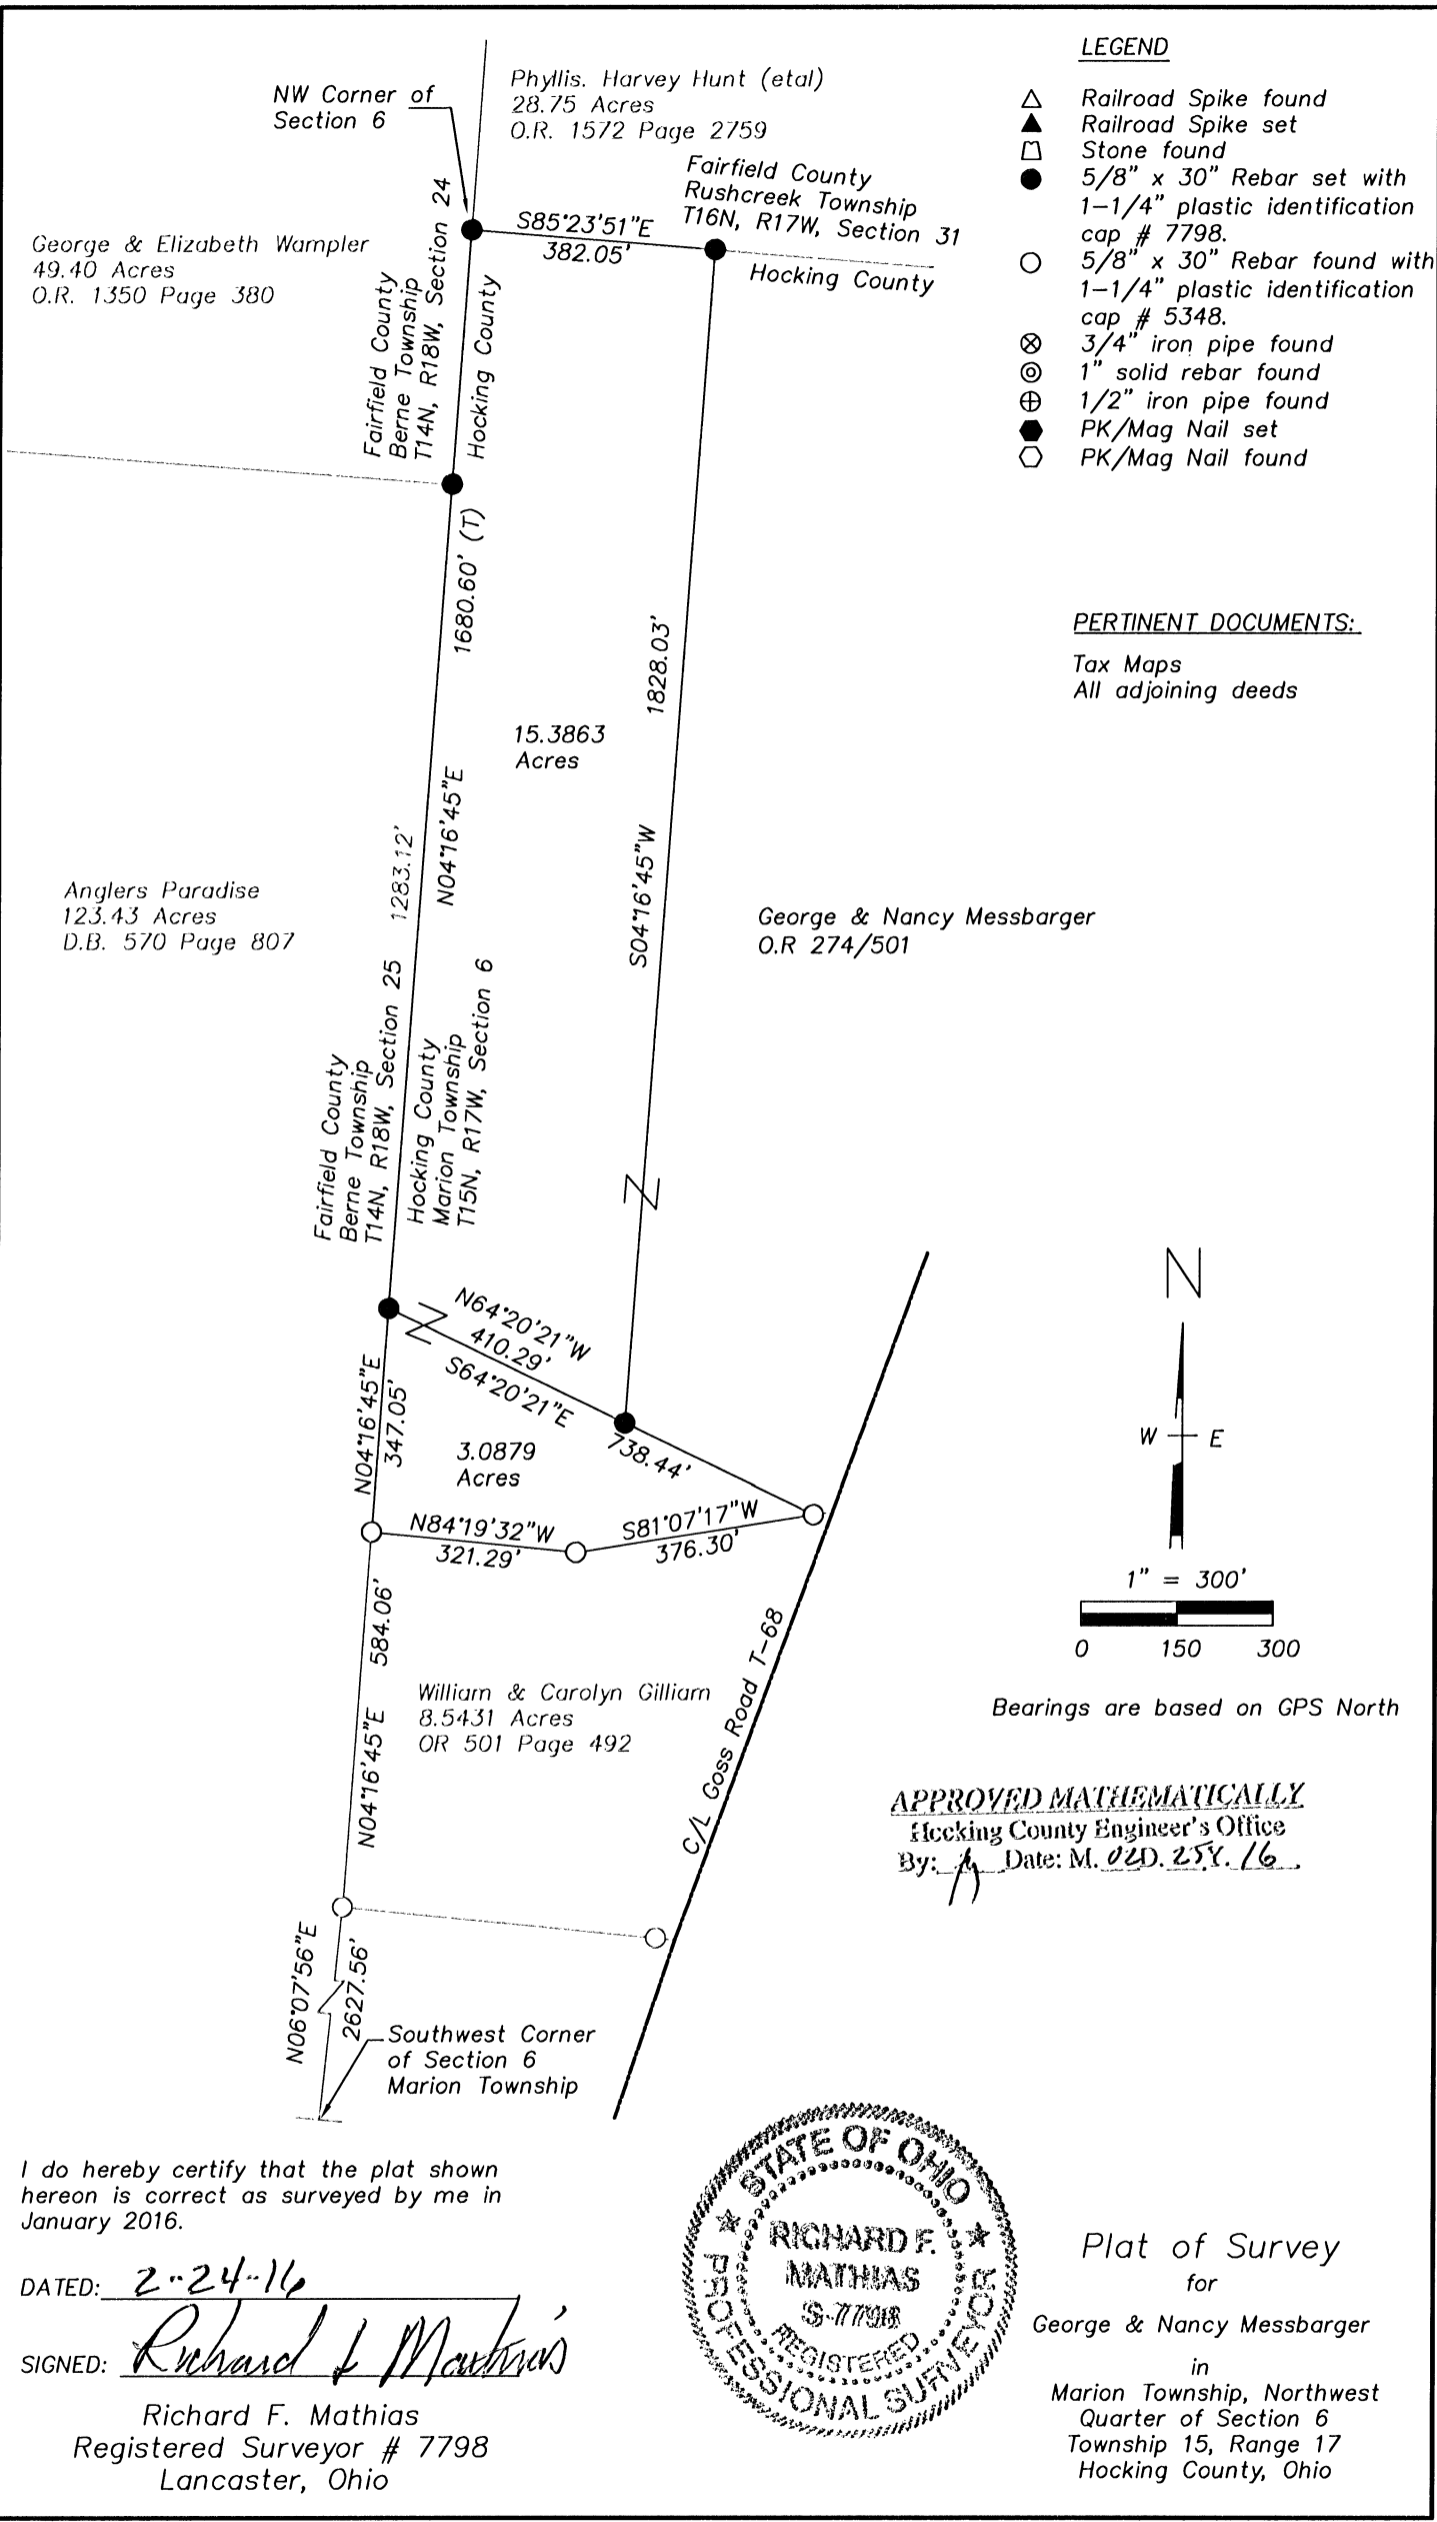 NW Corner of
Section 6
Phyllis. Harvey Hunt (etal)
28.75 Acres
O.R. 1572 Page 2759
Fairfield County
Rushcreek Township
T16N, R17W, Section 31
Hocking County
S85°23'51"E
382.05'
George & Elizabeth Wampler
49.40 Acres
O.R. 1350 Page 380
Fairfield County
Berne Township
T14N, R18W, Section 24
Hocking County
LEGEND
Railroad Spike found
Railroad Spike set
Stone found
5/8" x 30" Rebar set with
1-1/4" plastic identification
cap # 7798.
5/8" x 30" Rebar found with
1-1/4" plastic identification
cap # 5348.
3/4" iron pipe found
1" solid rebar found
1/2" iron pipe found
PK/Mag Nail set
PK/Mag Nail found
PERTINENT DOCUMENTS:
Tax Maps
All adjoining deeds
1680.60' (T)
N04°16'45"E
1283.12'
1828.03'
S04°16'45"W
15.3863
Acres
Anglers Paradise
123.43 Acres
D.B. 570 Page 807
George & Nancy Messbarger
O.R 274/501
Fairfield County
Berne Township
T14N, R18W, Section 25
Hocking County
Marion Township
T15N, R17W, Section 6
N64°20'21"W
410.29'
S64°20'21"E
738.44'
N04°16'45"E
347.05'
3.0879
Acres
N84°19'32"W
321.29'
S81°07'17"W
376.30'
N04°16'45"E 584.06'
William & Carolyn Gilliam
8.5431 Acres
OR 501 Page 492
C/L Goss Road T-68
N06°07'56"E
2627.56'
Southwest Corner
of Section 6
Marion Township
N
W E
1" = 300'
0 150 300
Bearings are based on GPS North
APPROVED MATHEMATICALLY
Hocking County Engineer's Office
By: Date: M. 02 D. 25 Y. 16
I do hereby certify that the plat shown
hereon is correct as surveyed by me in
January 2016.
DATED: 2-24-16
SIGNED: Richard F Mathias
Richard F. Mathias
Registered Surveyor # 7798
Lancaster, Ohio
STATE OF OHIO
RICHARD F.
MATHIAS
S-7798
REGISTERED
PROFESSIONAL SURVEYOR
Plat of Survey
for
George & Nancy Messbarger
in
Marion Township, Northwest
Quarter of Section 6
Township 15, Range 17
Hocking County, Ohio